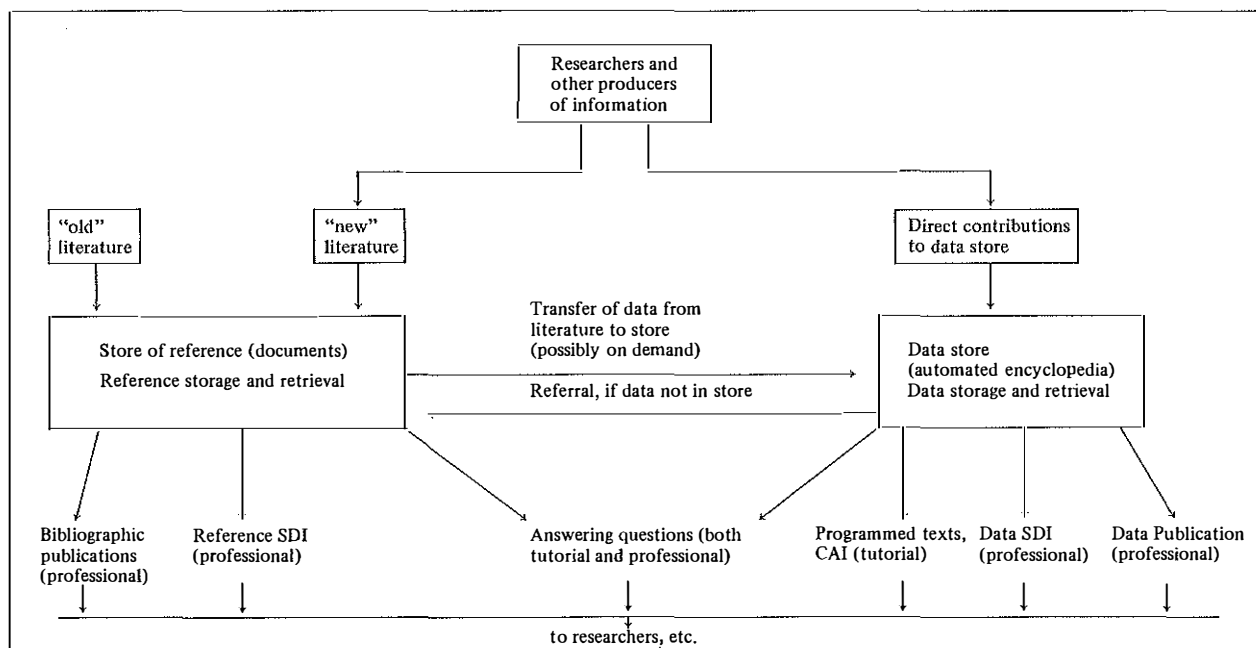 Researchers and
other producers
of information
"old"
literature
"new"
literature
Direct contributions
to data store
Transfer of data from
literature to store
(possibly on demand)
Store of reference (documents)
Reference storage and retrieval
Referral, if data not in store
Data store
(automated encyclopedia)
Data storage and retrieval
Bibliographic
publications
(professional)
Reference SDI
(professional)
Answering questions (both
tutorial and professional)
Programmed texts,
CAI (tutorial)
Data SDI
(professional)
Data Publication
(professional)
to researchers, etc.